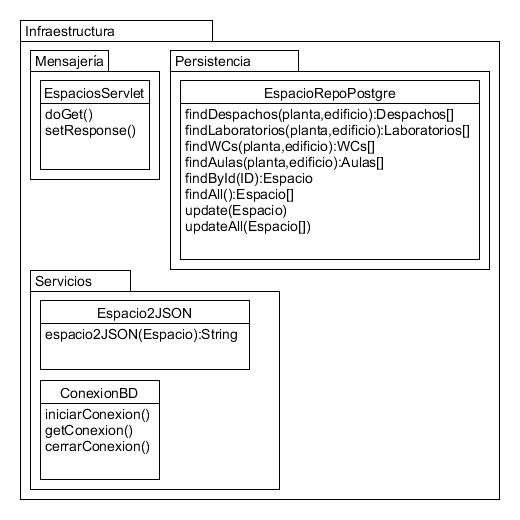 Infraestructura
Mensajería
EspaciosServlet
doGet()
setResponse()
Persistencia
EspacioRepoPostgre
findDespachos(planta,edificio):Despachos[]
findLaboratorios(planta,edificio):Laboratorios[]
findWCs(planta,edificio):WCs[]
findAulas(planta,edificio):Aulas[]
findById(ID):Espacio
findAll():Espacio[]
update(Espacio)
updateAll(Espacio[])
Servicios
Espacio2JSON
espacio2JSON(Espacio):String
ConexionBD
iniciarConexion()
getConexion()
cerrarConexion()